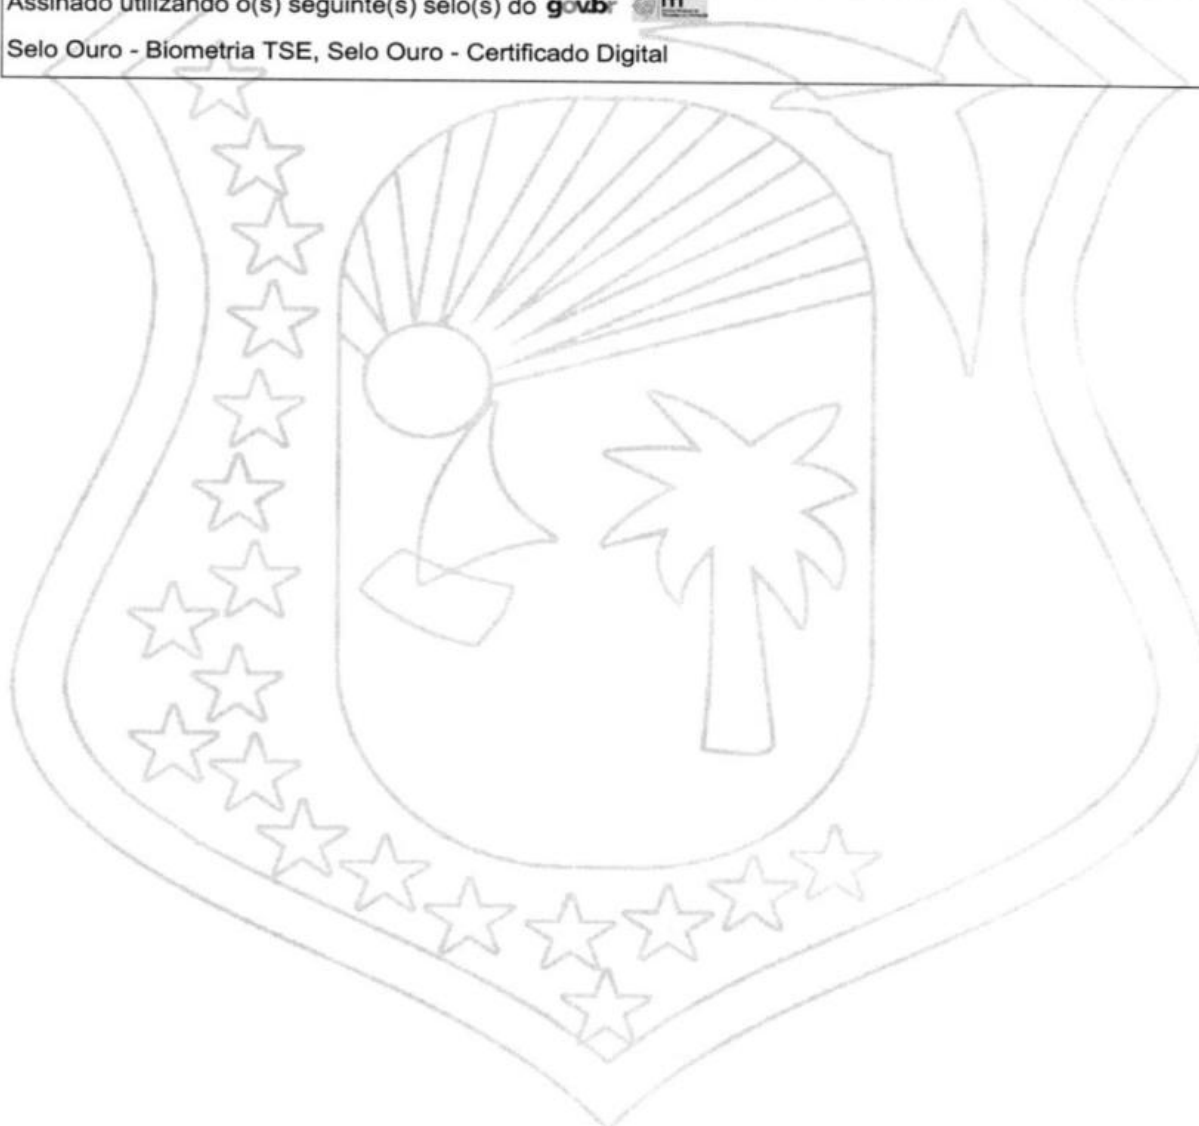 Assinado utilizando o(s) seguinte(s) selo(s) do gov.br
Selo Ouro - Biometria TSE, Selo Ouro - Certificado Digital